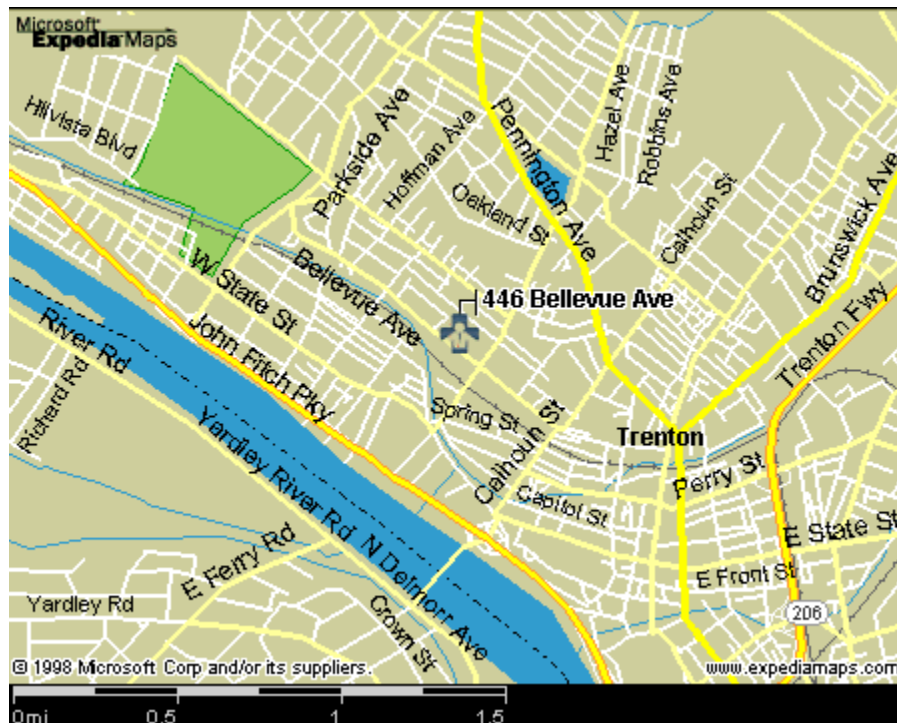 Microsoft
Expedia Maps
Hilvista Blvd
Parkside Ave
Hoffman Ave
Pennington Ave
Hazel Ave
Robbins Ave
Oakland St
Calhoun St
Brunswick Ave
W State St
Bellevue Ave
446 Bellevue Ave
Trenton Fwy
River Rd
John Fitch Pky
Richard Rd
Spring St
Calhoun St
Trenton
Perry St
Yardley River Rd
Capitol St
E State St
E Ferry Rd
N Delmorr Ave
E Front St
Yardley Rd
Crown St
206
© 1998 Microsoft Corp and/or its suppliers.
www.expediamaps.com
0mi 0.5 1 1.5